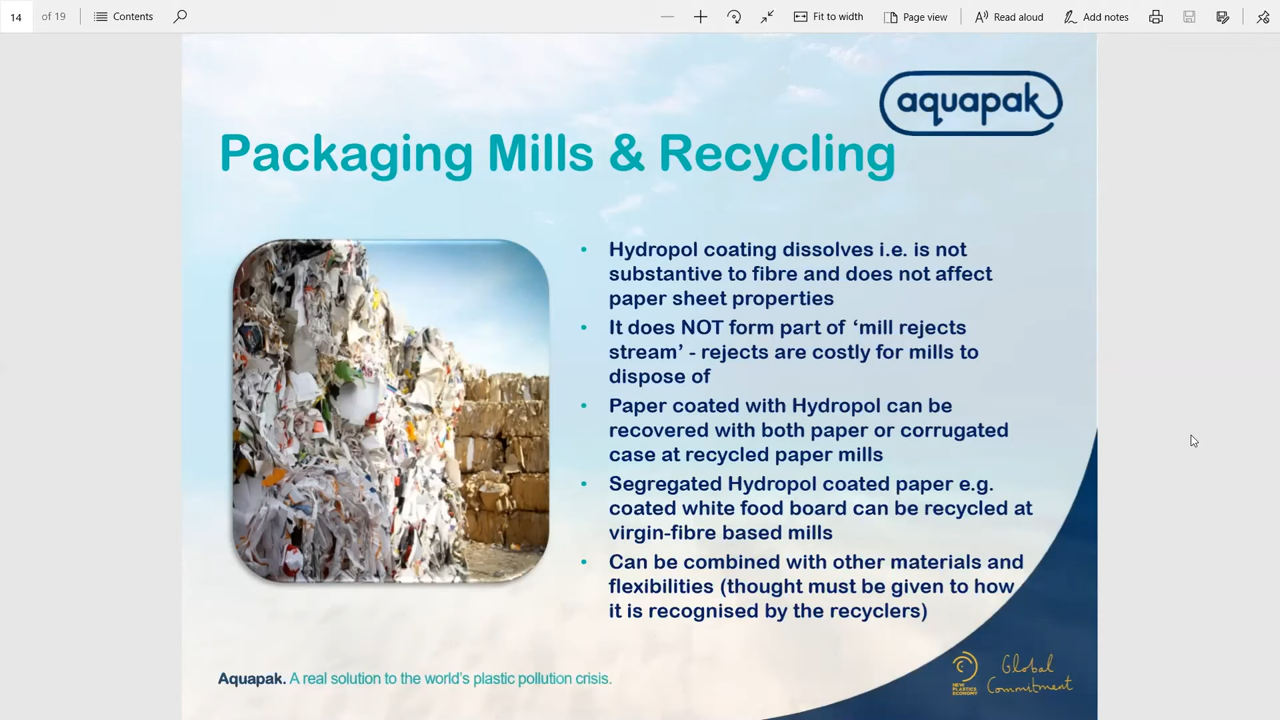 14 of 19 Contents Fit to width Page view Read aloud Add notes
aquapak
Packaging Mills & Recycling
• Hydropol coating dissolves i.e. is not
substantive to fibre and does not affect
paper sheet properties
• It does NOT form part of ‘mill rejects
stream’ - rejects are costly for mills to
dispose of
• Paper coated with Hydropol can be
recovered with both paper or corrugated
case at recycled paper mills
• Segregated Hydropol coated paper e.g.
coated white food board can be recycled at
virgin-fibre based mills
• Can be combined with other materials and
flexibilities (thought must be given to how
it is recognised by the recyclers)
Aquapak. A real solution to the world’s plastic pollution crisis.
NEW
PLASTICS
ECONOMY
Global
Commitment